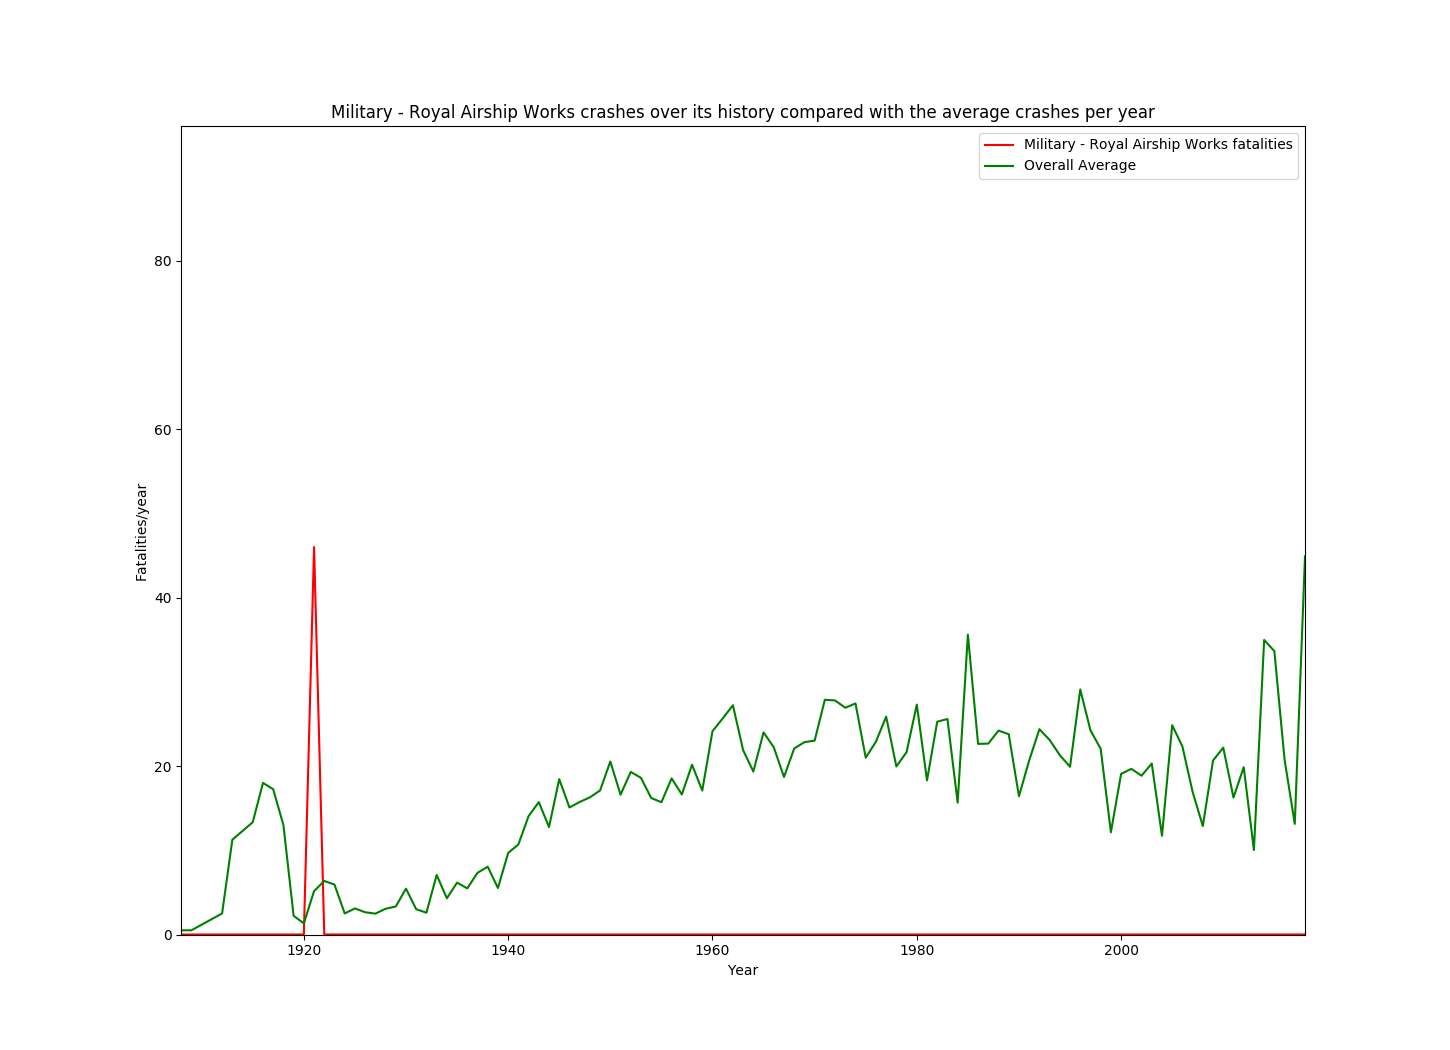 Military - Royal Airship Works crashes over its history compared with the average crashes per year
Military - Royal Airship Works fatalities
Overall Average
80
60
40
20
0
Fatalities/year
1920 1940 1960 1980 2000
Year